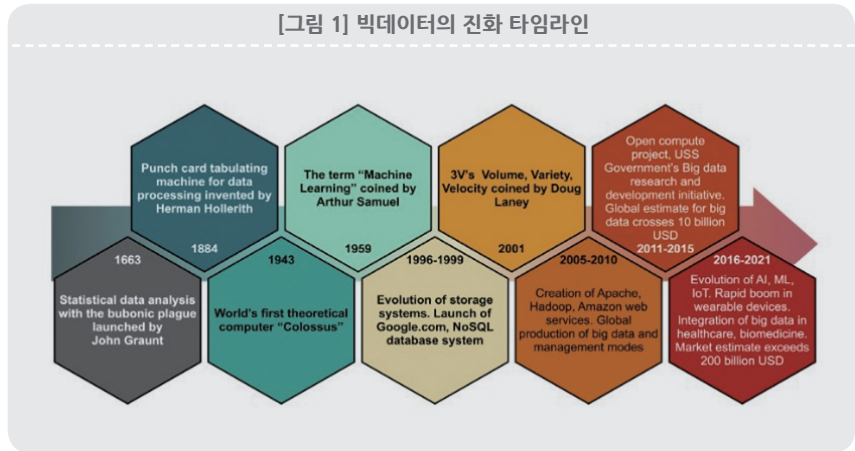 [그림 1] 빅데이터의 진화 타임라인
1663
Statistical data analysis
with the bubonic plague
launched by
John Graunt
Punch card tabulating
machine for data
processing invented by
Herman Hollerith
1884
1943
World's first theoretical
computer "Colossus"
The term "Machine
Learning" coined by
Arthur Samuel
1959
1996-1999
Evolution of storage
systems. Launch of
Google.com, NoSQL
database system
3V's Volume, Variety,
Velocity coined by Doug
Laney
2001
2005-2010
Creation of Apache,
Hadoop, Amazon web
services. Global
production of big data and
management modes
Open compute
project, USS
Government's Big data
research and
development initiative.
Global estimate for big
data crosses 10 billion
USD
2011-2015
2016-2021
Evolution of AI, ML,
IoT. Rapid boom in
wearable devices.
Integration of big data in
healthcare, biomedicine.
Market estimate exceeds
200 billion USD